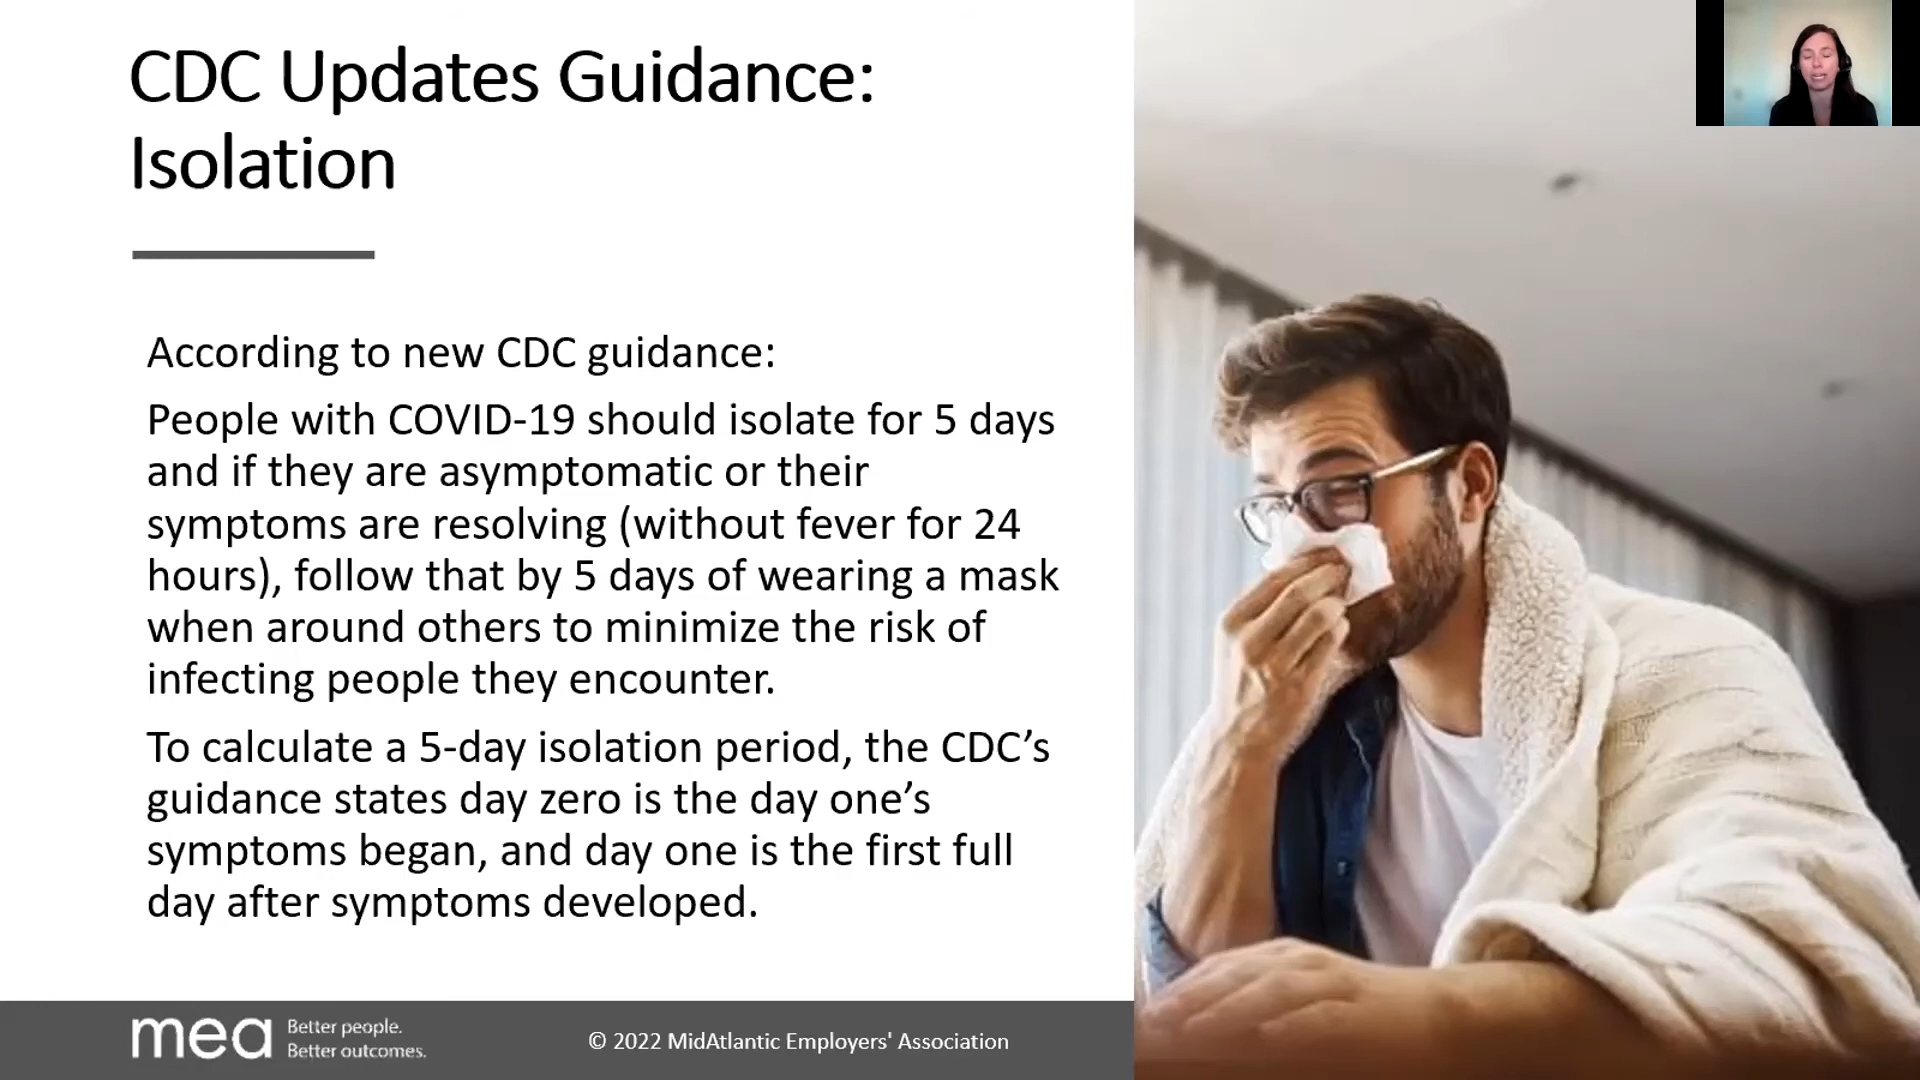 CDC Updates Guidance:
Isolation
According to new CDC guidance:
People with COVID-19 should isolate for 5 days
and if they are asymptomatic or their
symptoms are resolving (without fever for 24
hours), follow that by 5 days of wearing a mask
when around others to minimize the risk of
infecting people they encounter.
To calculate a 5-day isolation period, the CDC’s
guidance states day zero is the day one’s
symptoms began, and day one is the first full
day after symptoms developed.
mea
Better people.
Better outcomes.
© 2022 MidAtlantic Employers' Association